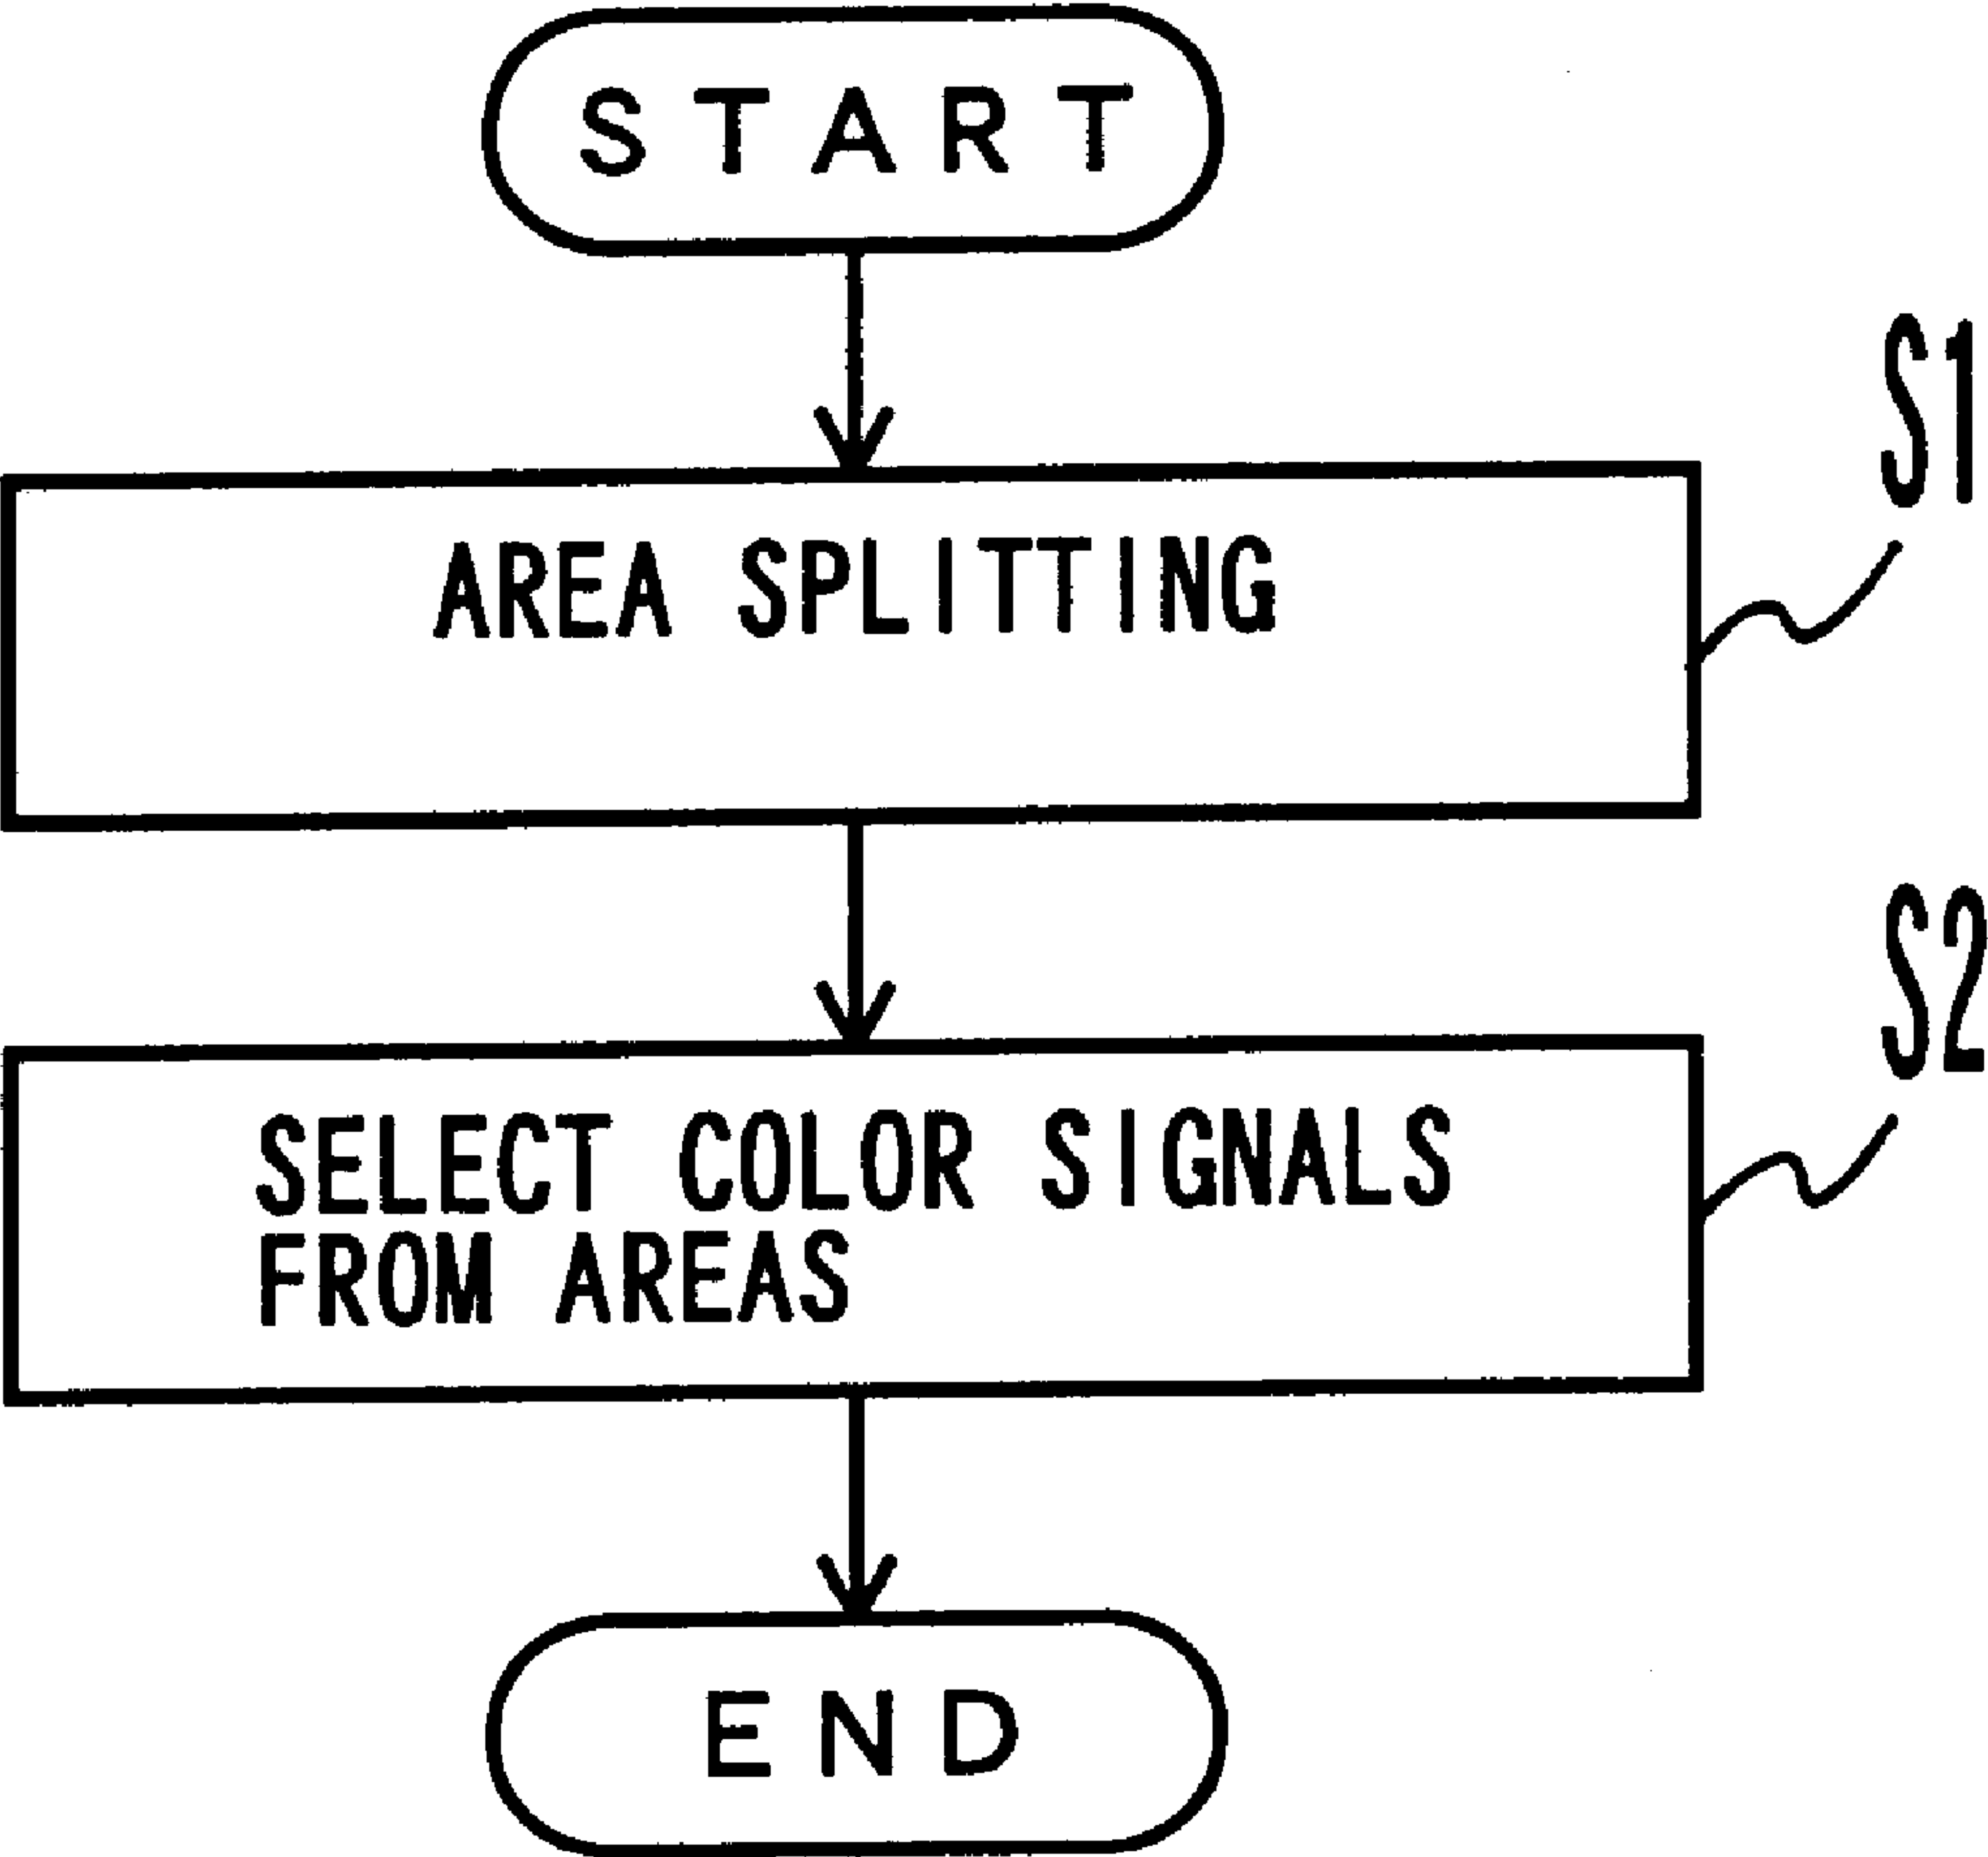 START
S1
AREA SPLITTING
S2
SELECT COLOR SIGNALS
FROM AREAS
END